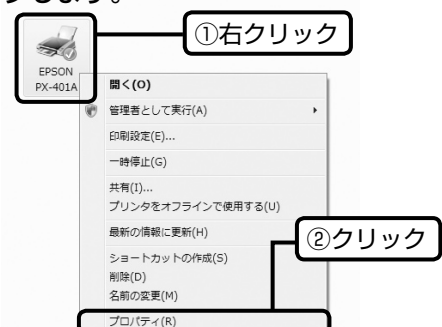 します。
①右クリック
EPSON
PX-401A
開く(O)
管理者として実行(A)
印刷設定(E)...
一時停止(G)
共有(I)...
プリンタをオフラインで使用する(U)
最新の情報に更新(H)
②クリック
ショートカットの作成(S)
削除(D)
名前の変更(M)
プロパティ(R)